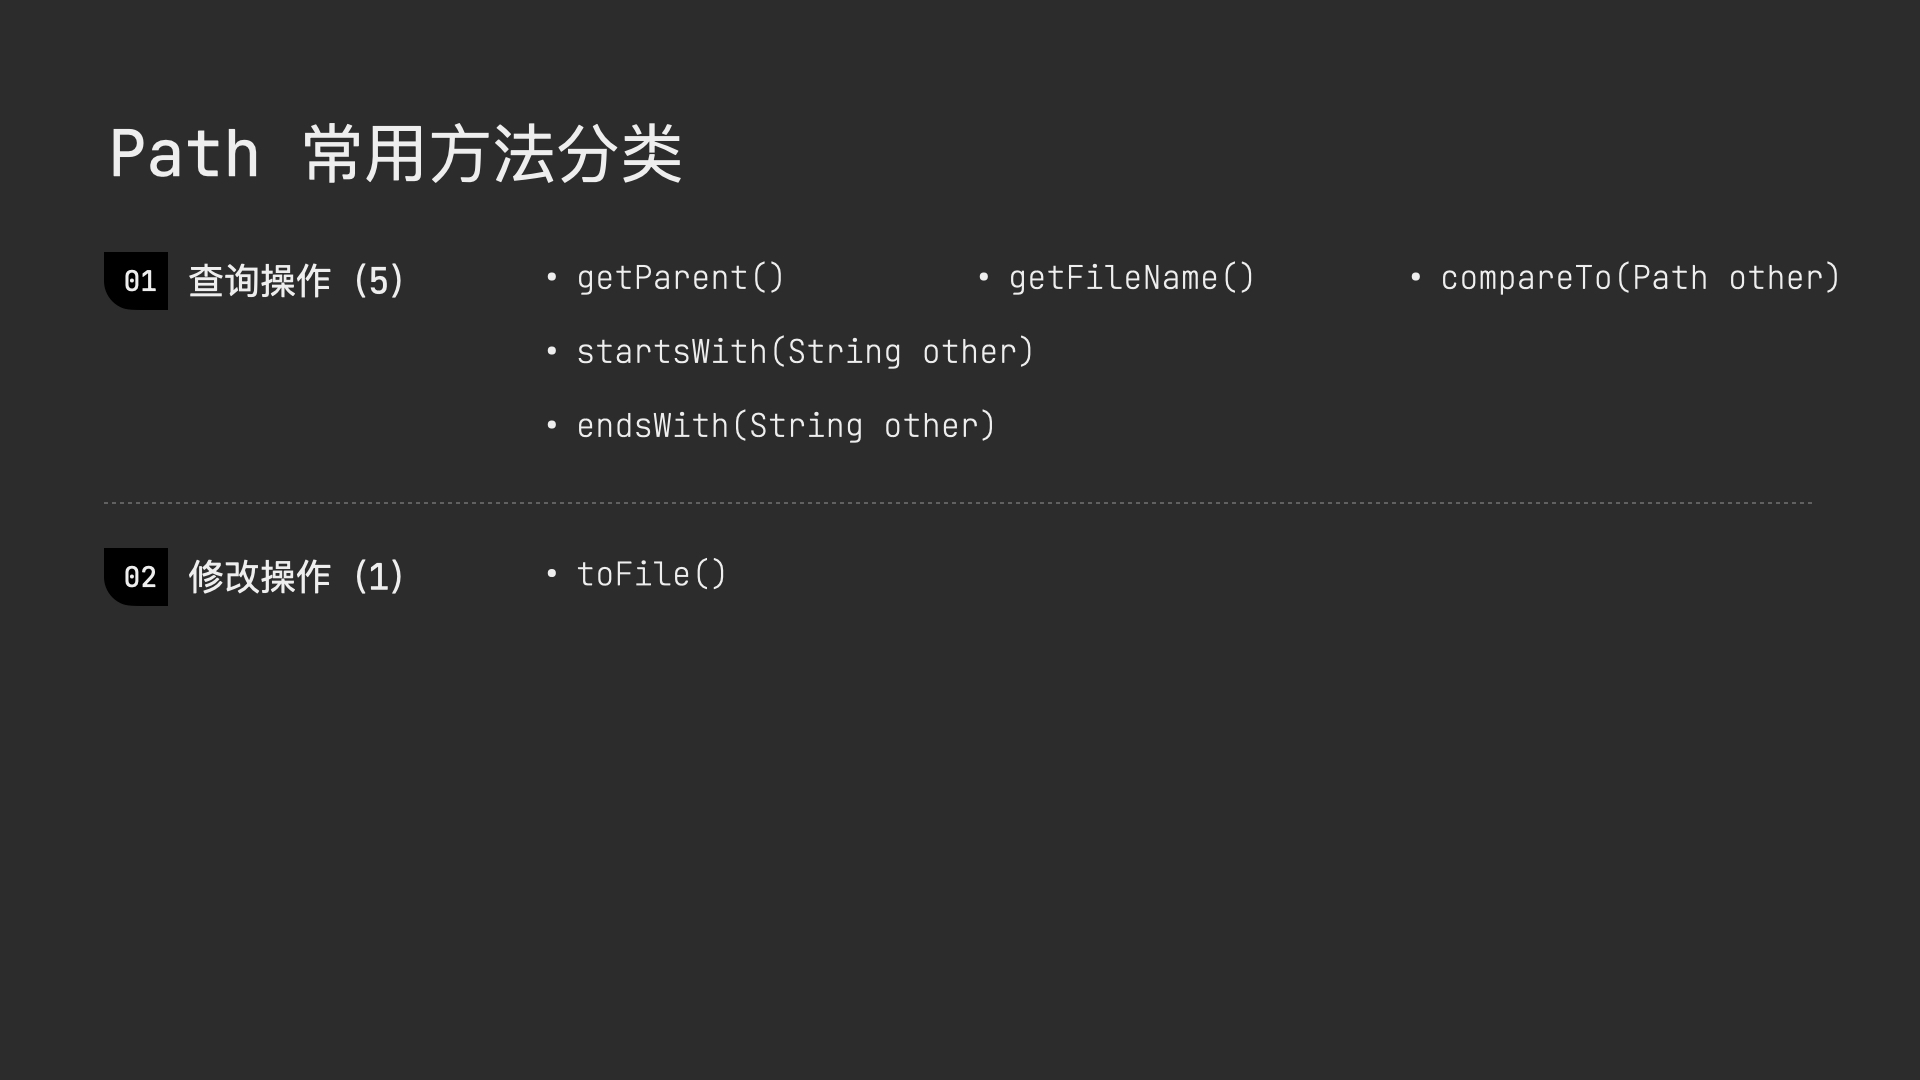 Path 常用方法分类
01 查询操作 (5)
• getParent() • getFileName() • compareTo(Path other)
• startsWith(String other)
• endsWith(String other)
02 修改操作 (1)
• toFile()